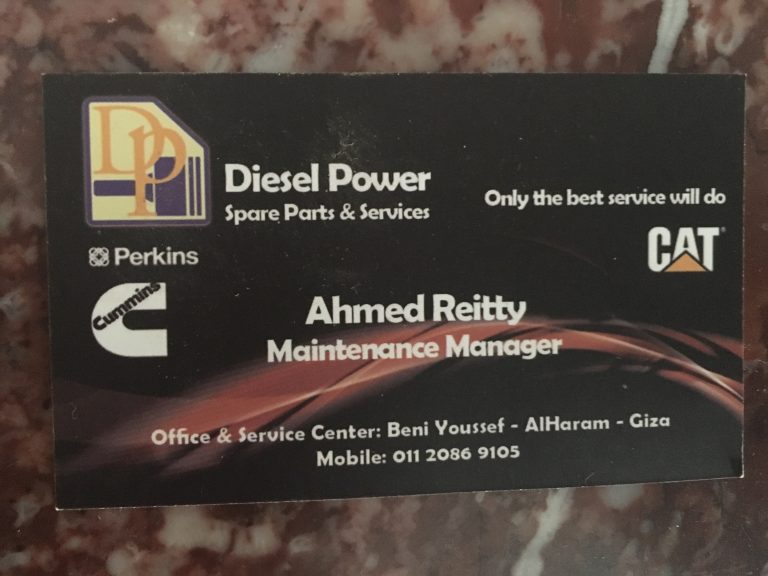 DP
Diesel Power
Spare Parts & Services
Only the best service will do
Perkins
CAT
Cummins
Ahmed Reitty
Maintenance Manager
Office & Service Center: Beni Youssef - AlHaram - Giza
Mobile: 011 2086 9105